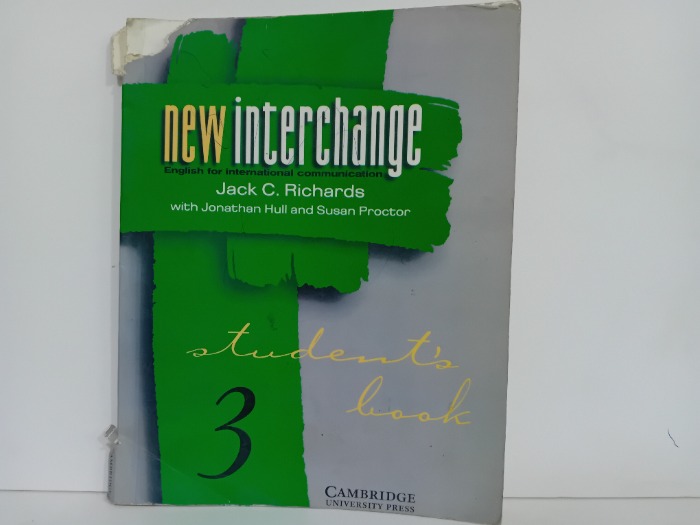 new interchange
English for international communication
Jack C. Richards
with Jonathan Hull and Susan Proctor
student's
book
3
CAMBRIDGE
UNIVERSITY PRESS